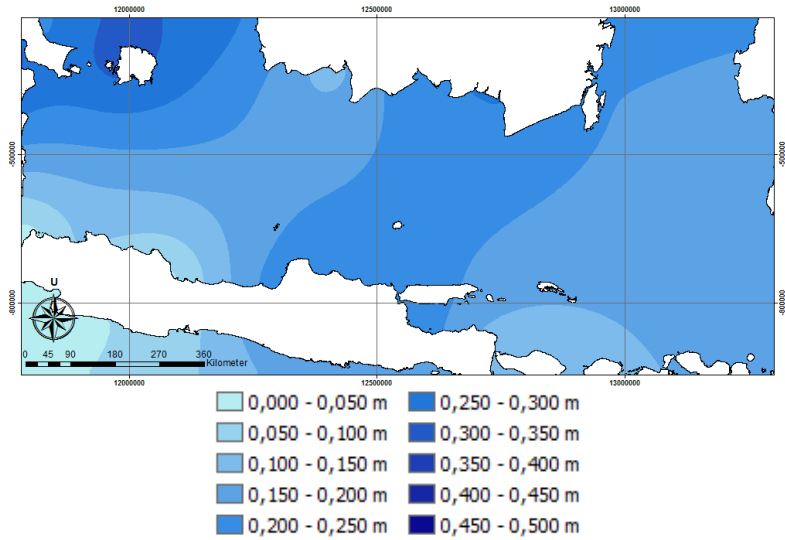 12000000 12500000 13000000
-500000 -500000
-800000 -800000
U
0 45 90 180 270 360
Kilometer
12000000 12500000 13000000
0,000 - 0,050 m 0,250 - 0,300 m
0,050 - 0,100 m 0,300 - 0,350 m
0,100 - 0,150 m 0,350 - 0,400 m
0,150 - 0,200 m 0,400 - 0,450 m
0,200 - 0,250 m 0,450 - 0,500 m